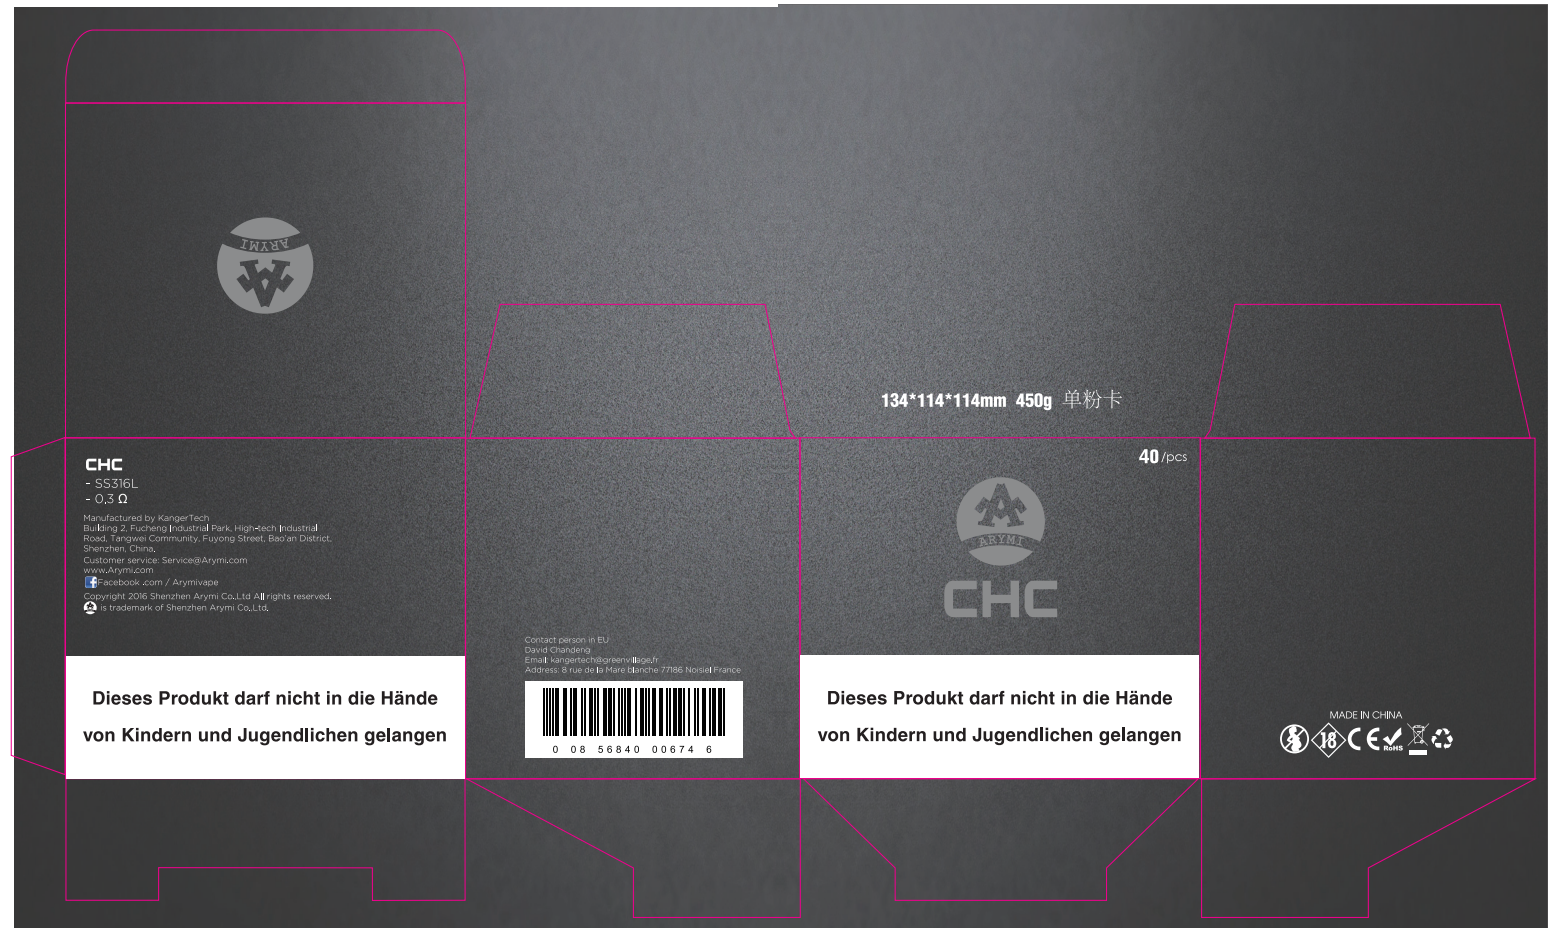 ARYMI
134*114*114mm 450g 单粉卡
CHC
- SS316L
- 0.3 Ω
Manufactured by KangerTech
Building 2, Fucheng Industrial Park, High-tech Industrial
Road, Tangwei Community, Fuyong Street, Bao'an District,
Shenzhen, China.
Customer service: Service@Arymi.com
www.Arymi.com
Facebook .com / Arymivape
Copyright 2016 Shenzhen Arymi Co.,Ltd All rights reserved.
is trademark of Shenzhen Arymi Co.,Ltd.
Dieses Produkt darf nicht in die Hände
von Kindern und Jugendlichen gelangen
Contact person in EU
David Chandeng
Email: kangertech@greenvillage.fr
Address: 8 rue de la Mare blanche 77186 Noisiel France
0 08 56840 00674 6
40 /pcs
ARYMI
CHC
Dieses Produkt darf nicht in die Hände
von Kindern und Jugendlichen gelangen
MADE IN CHINA
18 CE RoHS